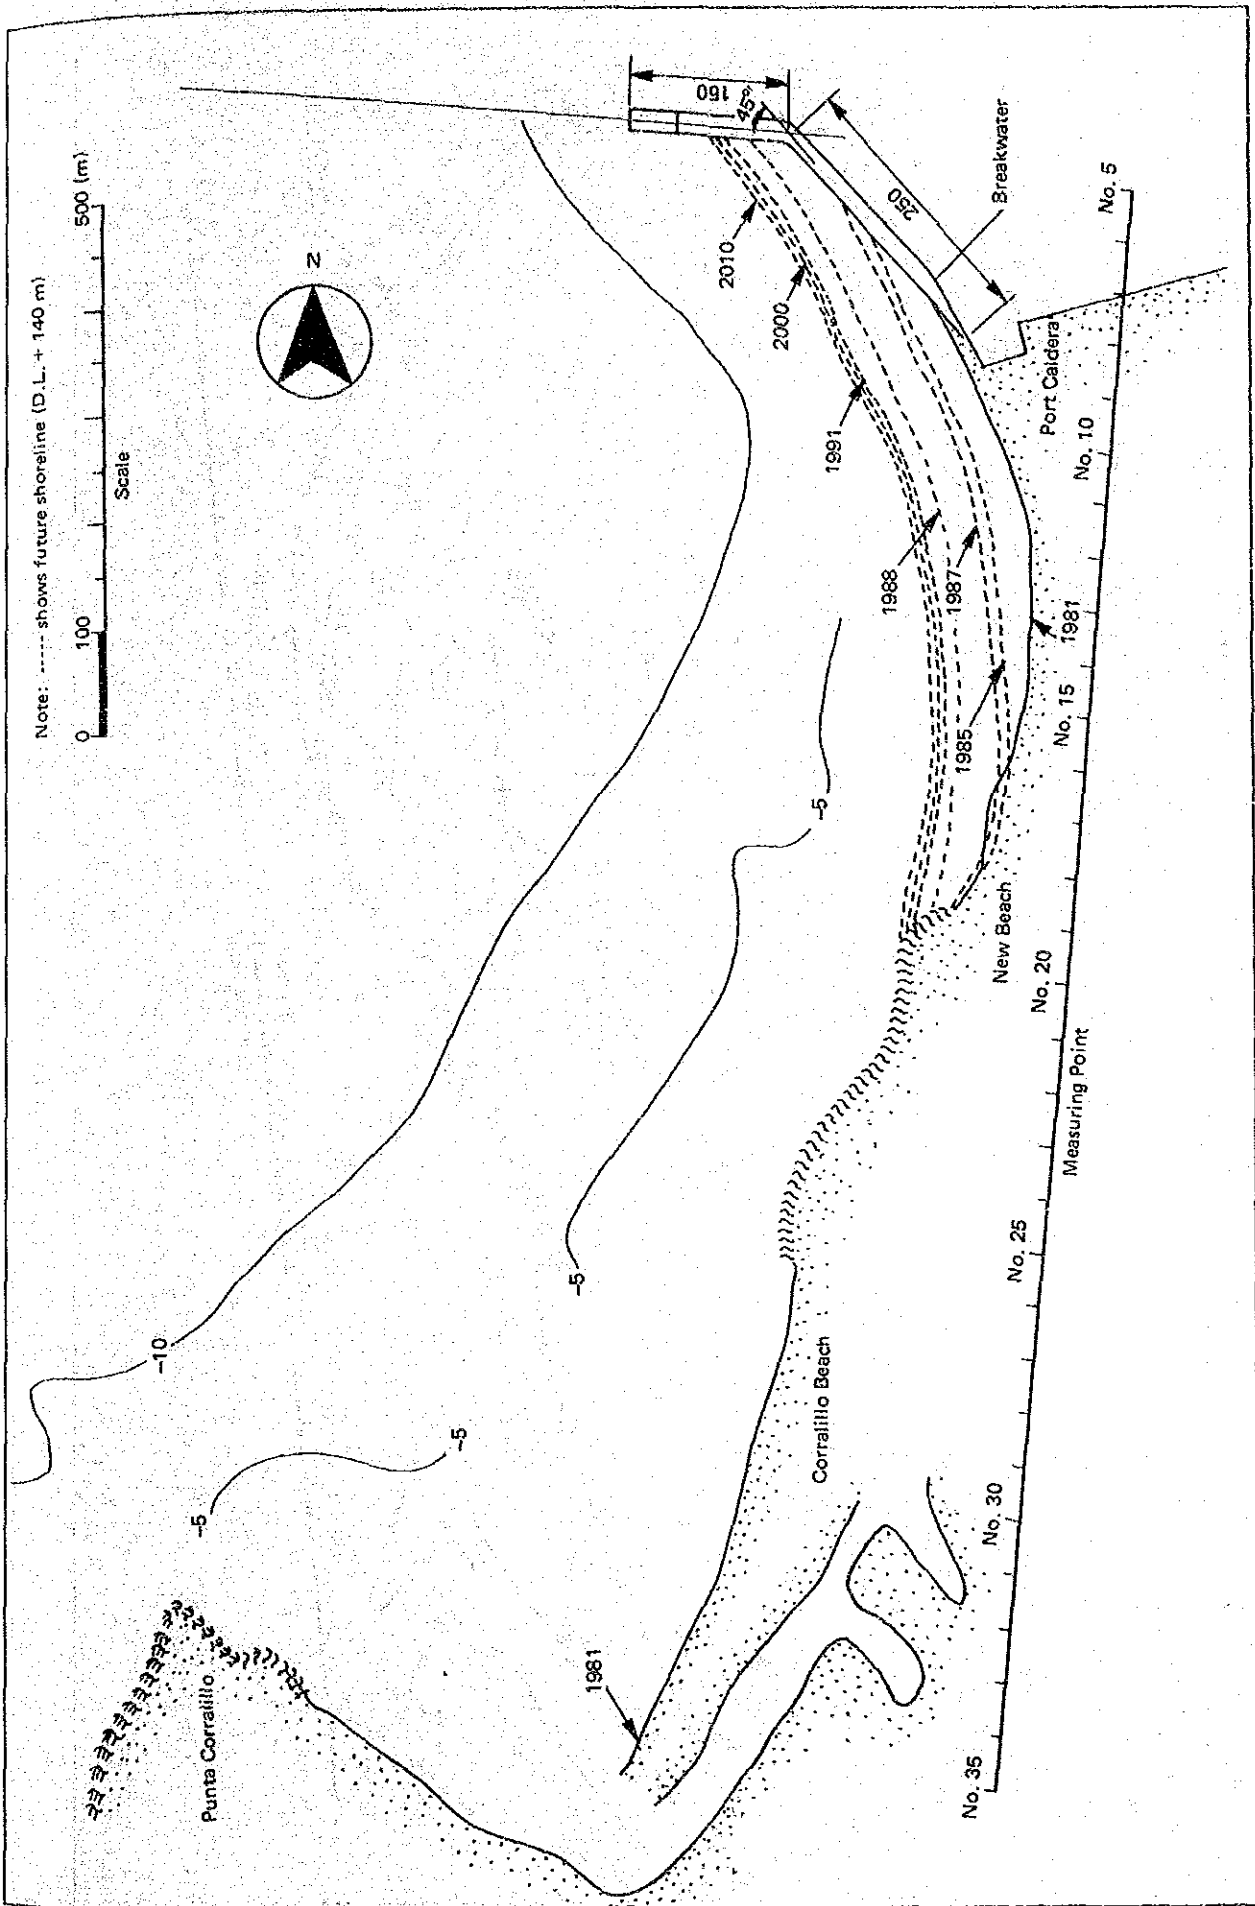 Note: ----- shows future shoreline (D.L. + 140 m)
0 100 500 (m)
Scale
N
150
45°
250
Breakwater
2010
2000
1991
1988
1987
1985
1981
Port Caldera
New Beach
-10
-5
-5
-5
-5
Corralillo Beach
1981
Punta Corralillo
No. 35
No. 30
No. 25
No. 20
No. 15
No. 10
No. 5
Measuring Point